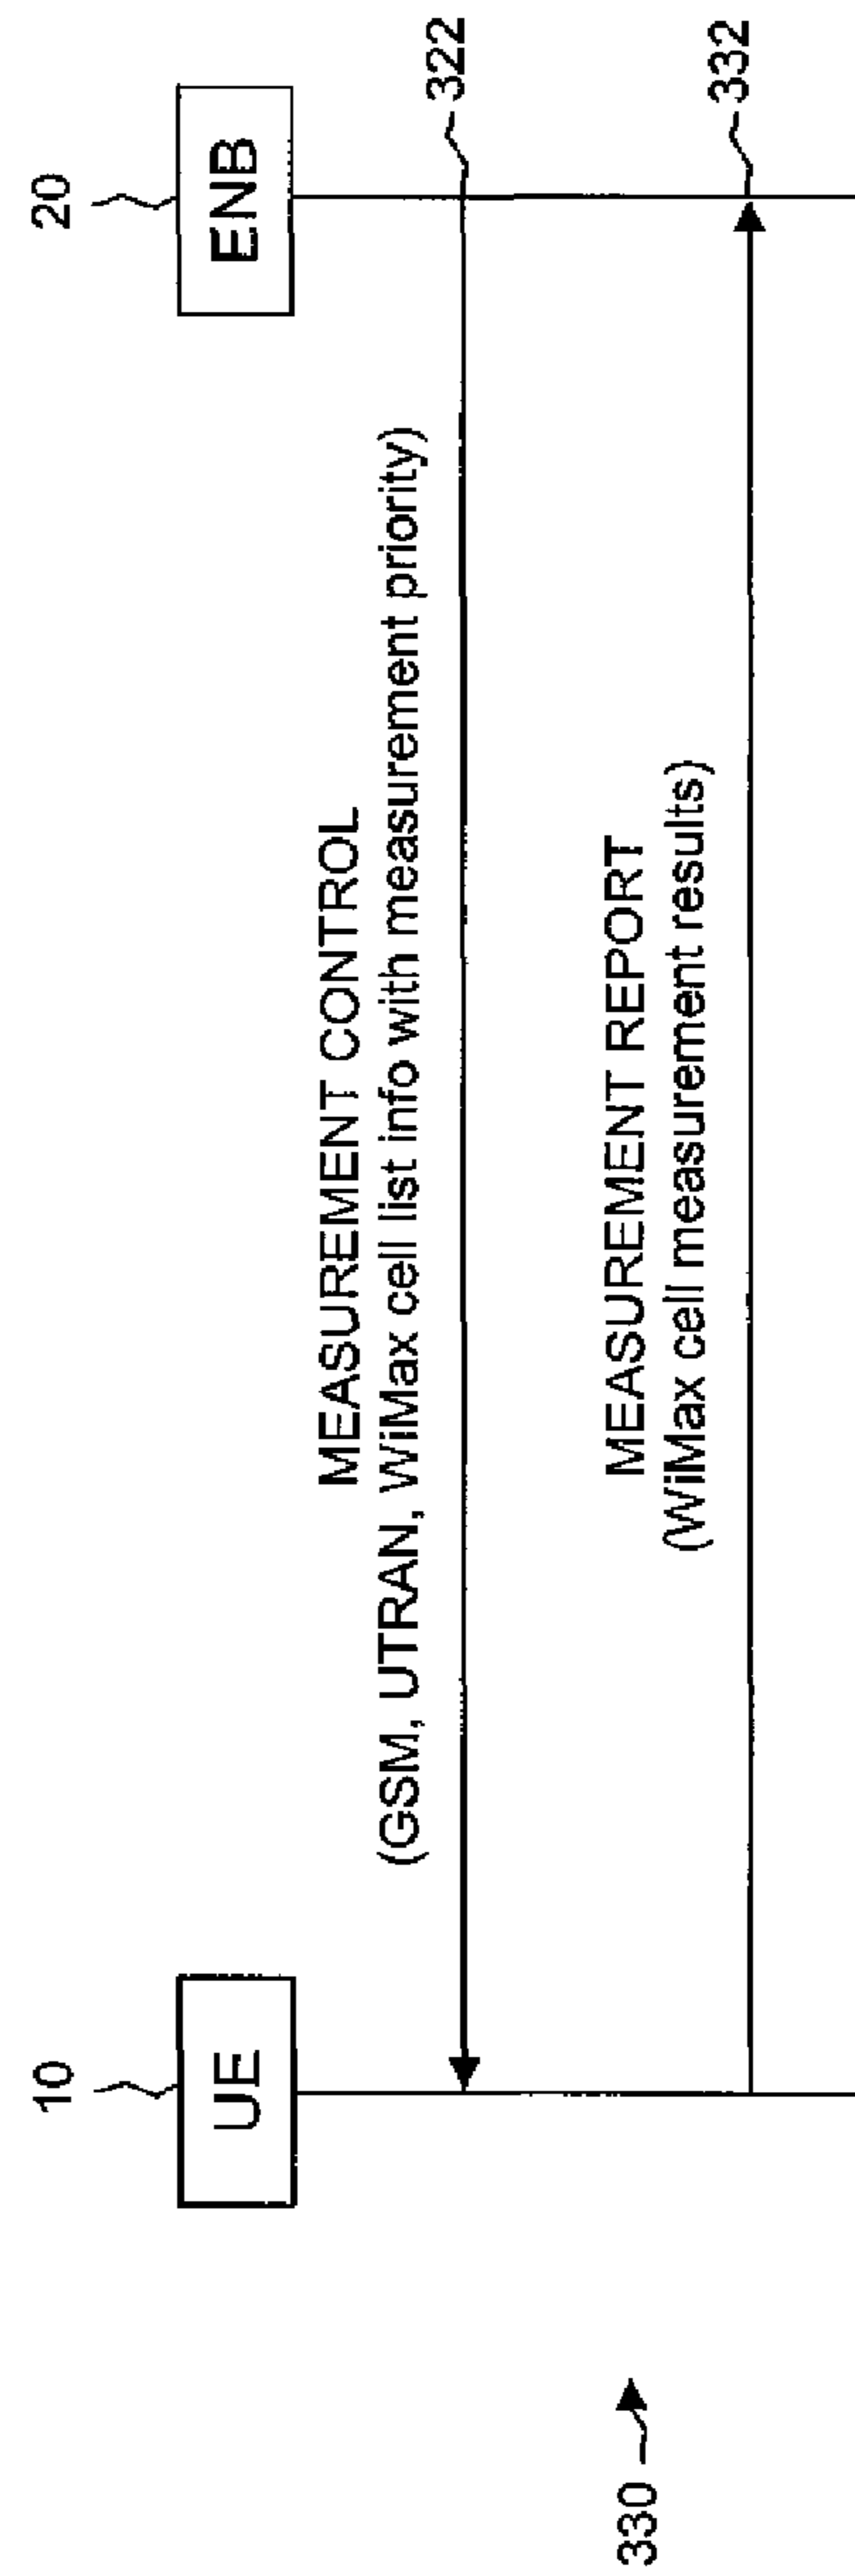 10
20
UE
ENB
MEASUREMENT CONTROL
(GSM, UTRAN, WiMax cell list info with measurement priority)
322
MEASUREMENT REPORT
(WiMax cell measurement results)
332
330